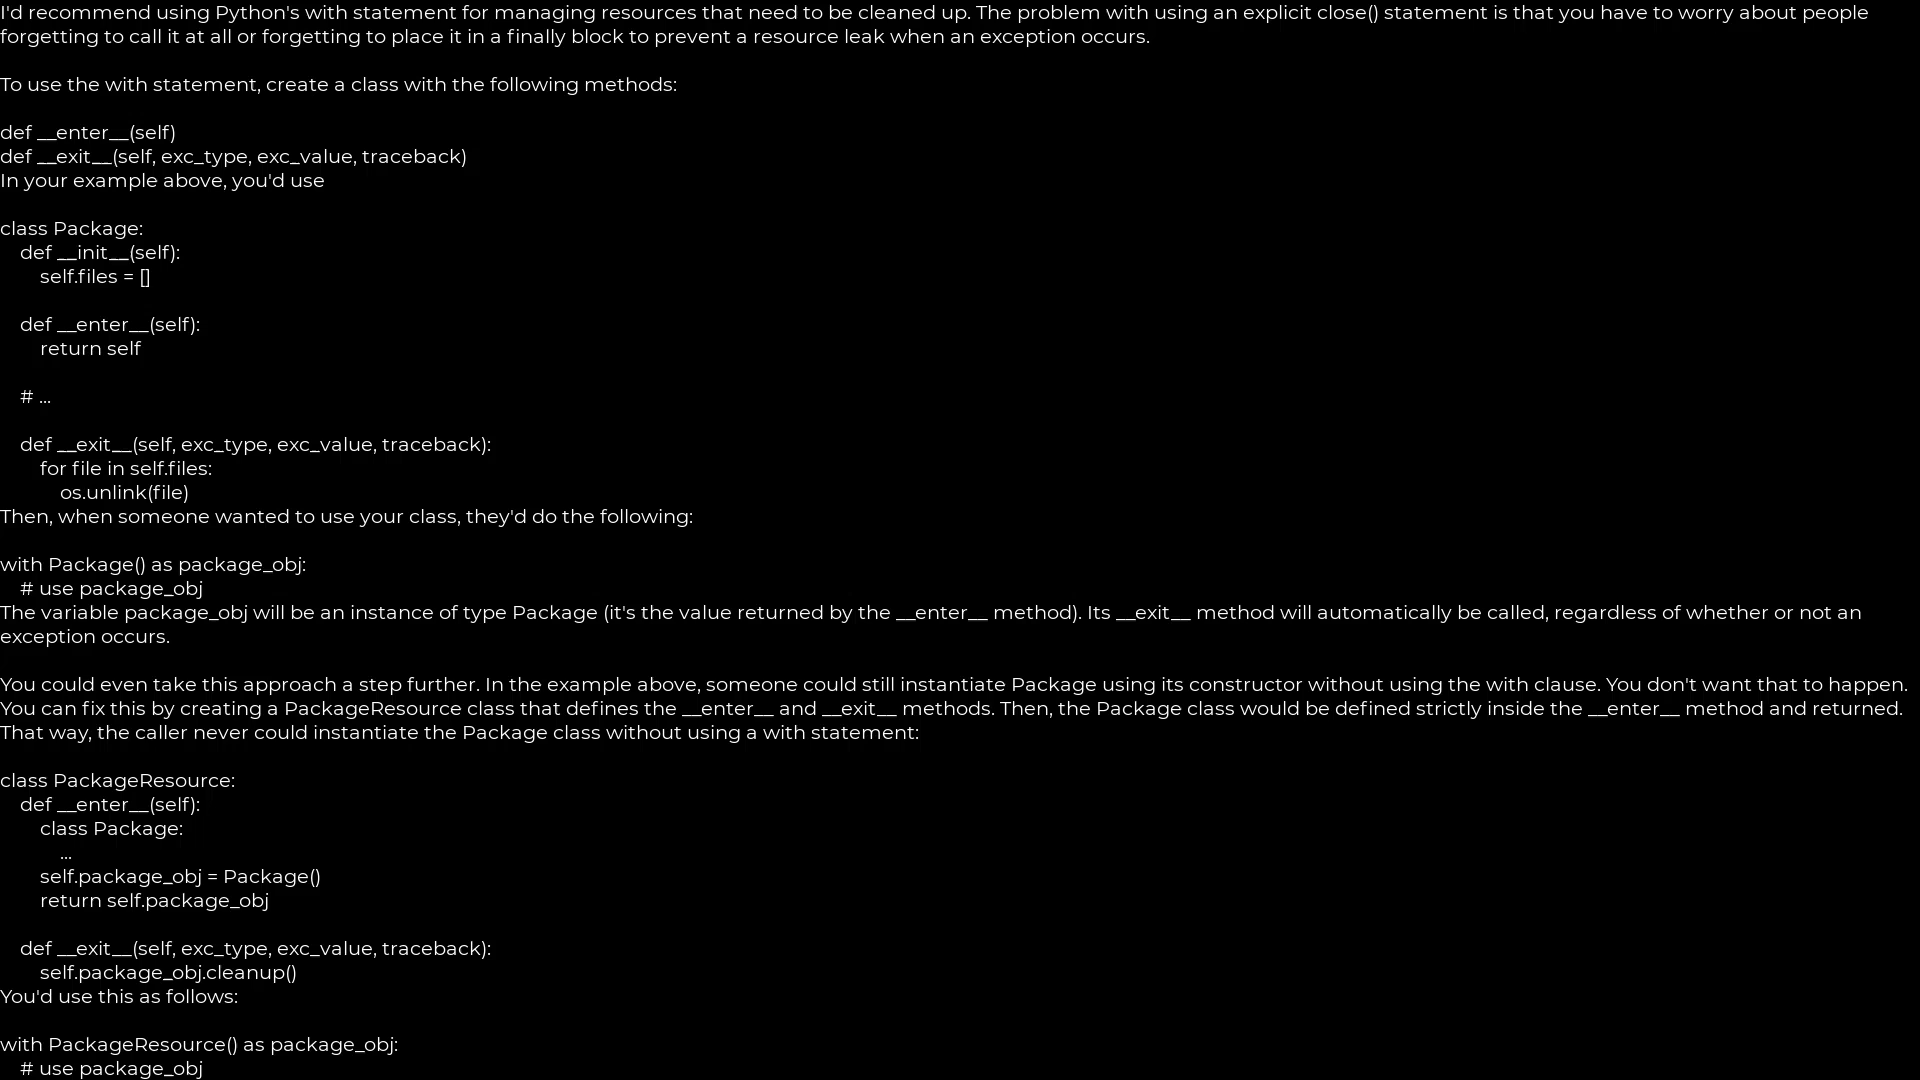 I'd recommend using Python's with statement for managing resources that need to be cleaned up. The problem with using an explicit close() statement is that you have to worry about people
forgetting to call it at all or forgetting to place it in a finally block to prevent a resource leak when an exception occurs.

To use the with statement, create a class with the following methods:

def __enter__(self)
def __exit__(self, exc_type, exc_value, traceback)
In your example above, you'd use

class Package:
    def __init__(self):
        self.files = []

    def __enter__(self):
        return self

    # ...

    def __exit__(self, exc_type, exc_value, traceback):
        for file in self.files:
            os.unlink(file)
Then, when someone wanted to use your class, they'd do the following:

with Package() as package_obj:
    # use package_obj
The variable package_obj will be an instance of type Package (it's the value returned by the __enter__ method). Its __exit__ method will automatically be called, regardless of whether or not an
exception occurs.

You could even take this approach a step further. In the example above, someone could still instantiate Package using its constructor without using the with clause. You don't want that to happen.
You can fix this by creating a PackageResource class that defines the __enter__ and __exit__ methods. Then, the Package class would be defined strictly inside the __enter__ method and returned.
That way, the caller never could instantiate the Package class without using a with statement:

class PackageResource:
    def __enter__(self):
        class Package:
            ...
        self.package_obj = Package()
        return self.package_obj

    def __exit__(self, exc_type, exc_value, traceback):
        self.package_obj.cleanup()
You'd use this as follows:

with PackageResource() as package_obj:
    # use package_obj